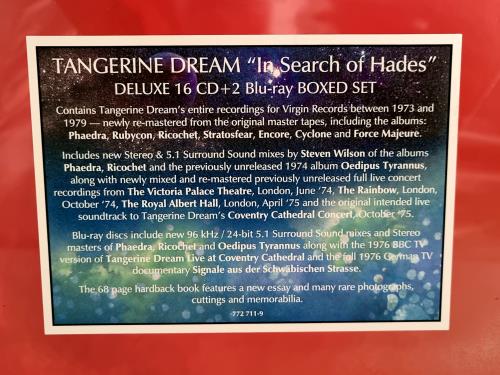 TANGERINE DREAM "In Search of Hades"
DELUXE 16 CD+2 Blu-ray BOXED SET
Contains Tangerine Dream's entire recordings for Virgin Records between 1973 and
1979 — newly re-mastered from the original master tapes, including the albums:
Phaedra, Rubycon, Ricochet, Stratosfear, Encore, Cyclone and Force Majeure.
Includes new Stereo & 5.1 Surround Sound mixes by Steven Wilson of the albums
Phaedra, Ricochet and the previously unreleased 1974 album Oedipus Tyrannus,
along with newly mixed and re-mastered previously unreleased full live concert
recordings from The Victoria Palace Theatre, London, June '74, The Rainbow, London,
October '74, The Royal Albert Hall, London, April '75 and the original intended live
soundtrack to Tangerine Dream's Coventry Cathedral Concert, October '75.
Blu-ray discs include new 96 kHz / 24-bit 5.1 Surround Sound mixes and Stereo
masters of Phaedra, Ricochet and Oedipus Tyrannus along with the 1976 BBC TV
version of Tangerine Dream Live at Coventry Cathedral and the full 1976 German TV
documentary Signale aus der Schwäbischen Strasse.
The 68 page hardback book features a new essay and many rare photographs,
cuttings and memorabilia.
772 711-9